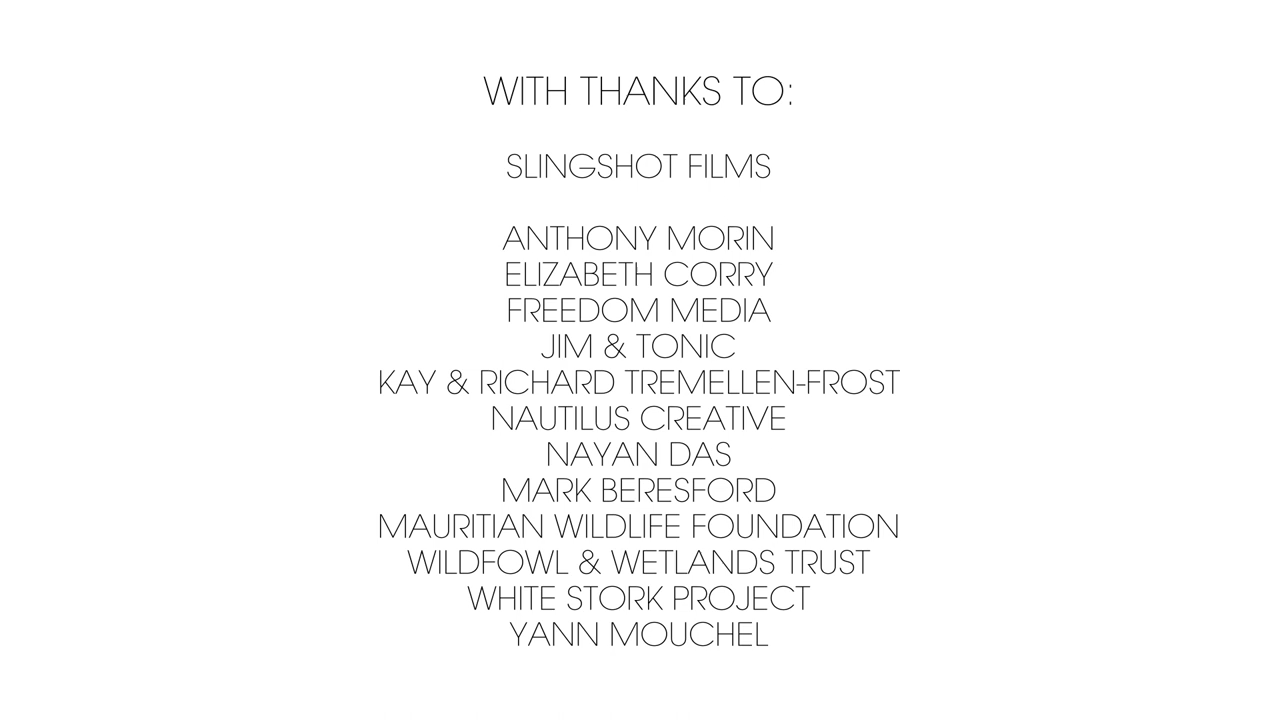 WITH THANKS TO:
SLINGSHOT FILMS
ANTHONY MORIN
ELIZABETH CORRY
FREEDOM MEDIA
JIM & TONIC
KAY & RICHARD TREMELLEN-FROST
NAUTILUS CREATIVE
NAYAN DAS
MARK BERESFORD
MAURITIAN WILDLIFE FOUNDATION
WILDFOWL & WETLANDS TRUST
WHITE STORK PROJECT
YANN MOUCHEL